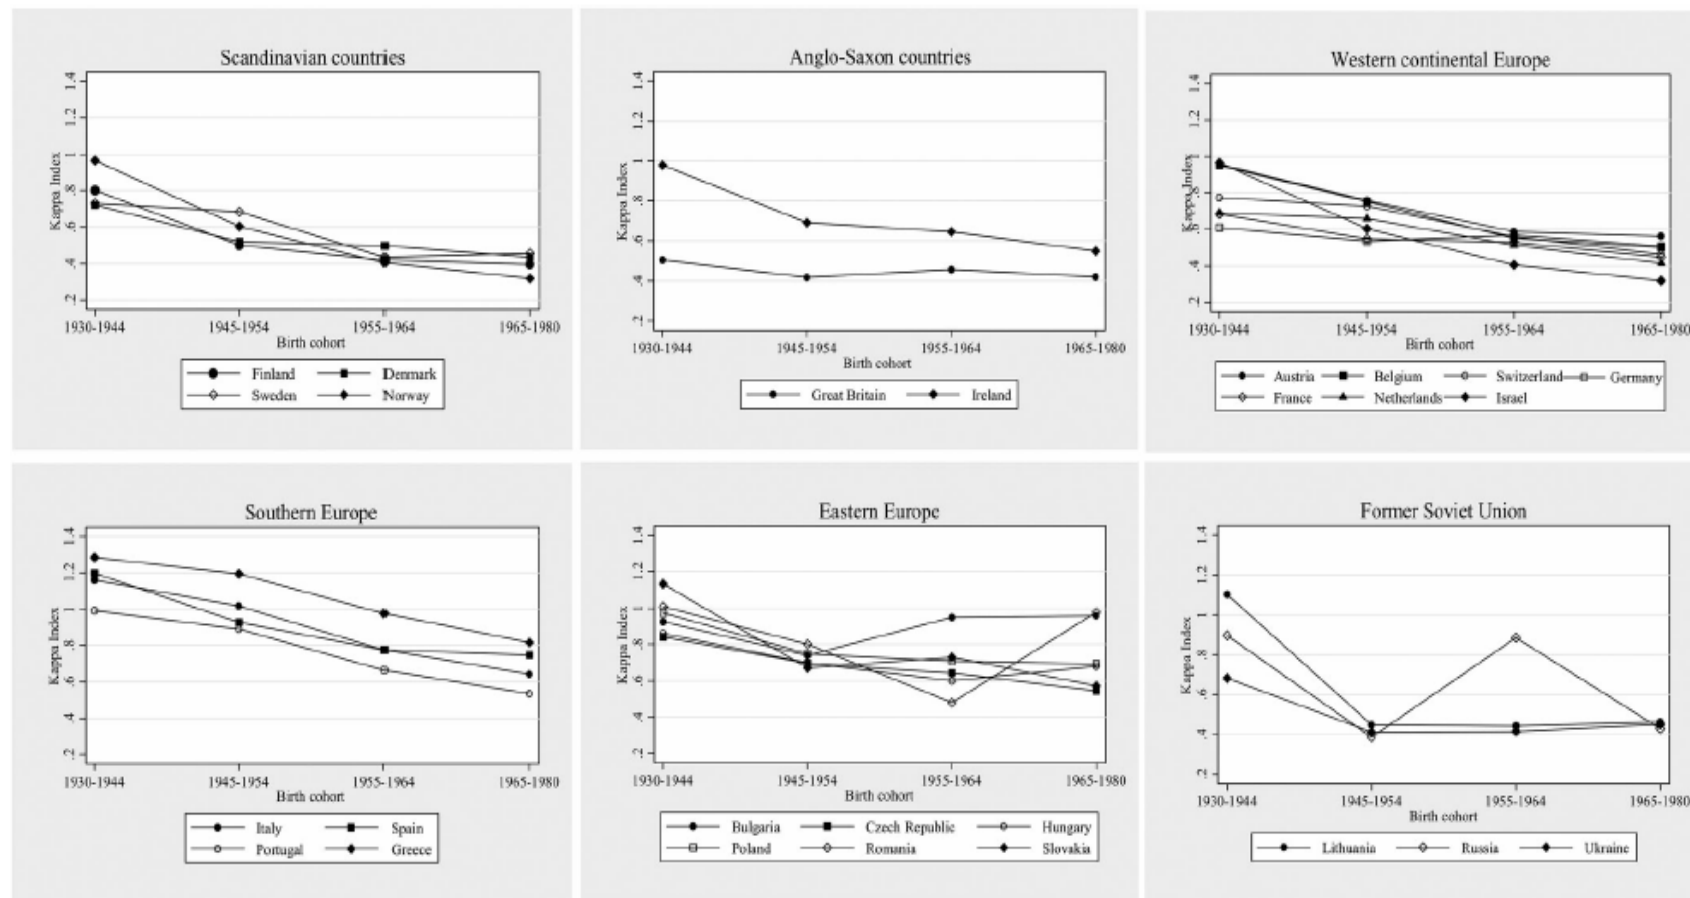 Scandinavian countries
Kappa Index
1.4
1.2
1
.8
.6
.4
.2
1930-1944 1945-1954 1955-1964 1965-1980
Birth cohort
Finland Denmark
Sweden Norway
Anglo-Saxon countries
Kappa Index
1.4
1.2
1
.8
.6
.4
.2
1930-1944 1945-1954 1955-1964 1965-1980
Birth cohort
Great Britain Ireland
Western continental Europe
Kappa Index
1.4
1.2
1
.8
.6
.4
.2
1930-1944 1945-1954 1955-1964 1965-1980
Birth cohort
Austria Belgium Switzerland Germany
France Netherlands Israel
Southern Europe
Kappa Index
1.4
1.2
1
.8
.6
.4
.2
1930-1944 1945-1954 1955-1964 1965-1980
Birth cohort
Italy Spain
Portugal Greece
Eastern Europe
Kappa Index
1.4
1.2
1
.8
.6
.4
.2
1930-1944 1945-1954 1955-1964 1965-1980
Birth cohort
Bulgaria Czech Republic Hungary
Poland Romania Slovakia
Former Soviet Union
Kappa Index
1.4
1.2
1
.8
.6
.4
.2
1930-1944 1945-1954 1955-1964 1965-1980
Birth cohort
Lithuania Russia Ukraine